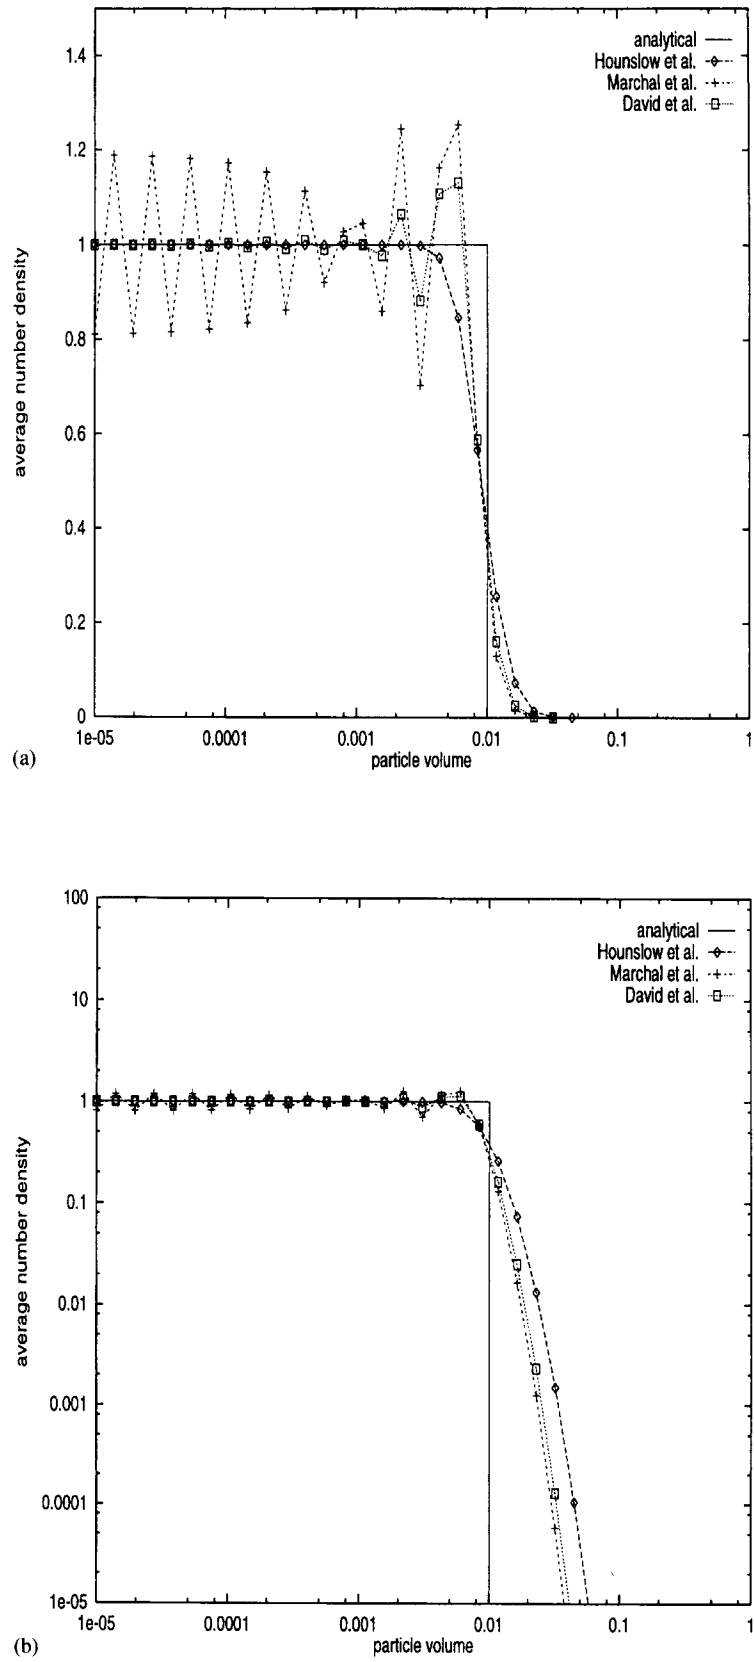 1.4
1.2
1
0.8
0.6
0.4
0.2
0
average number density
analytical
Hounslow et al.
Marchal et al.
David et al.
1e-05
0.0001
0.001
0.01
0.1
1
particle volume
(a)
100
10
1
0.1
0.01
0.001
0.0001
1e-05
average number density
analytical
Hounslow et al.
Marchal et al.
David et al.
1e-05
0.0001
0.001
0.01
0.1
1
particle volume
(b)